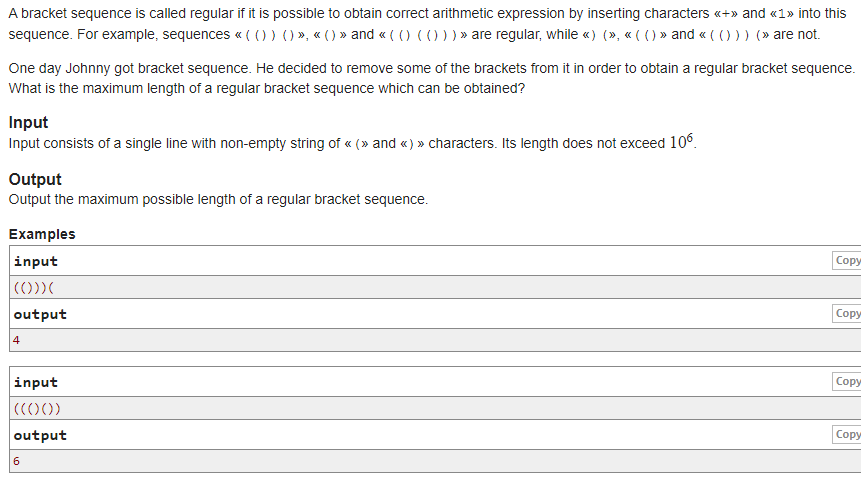 A bracket sequence is called regular if it is possible to obtain correct arithmetic expression by inserting characters «+» and «1» into this
sequence. For example, sequences «(())()», «()» and «(()(()))» are regular, while «)(», «(()» and «(()))(» are not.
One day Johnny got bracket sequence. He decided to remove some of the brackets from it in order to obtain a regular bracket sequence.
What is the maximum length of a regular bracket sequence which can be obtained?
Input
Input consists of a single line with non-empty string of «(» and «)» characters. Its length does not exceed 10⁶.
Output
Output the maximum possible length of a regular bracket sequence.
Examples
input
Copy
(()))(
output
Copy
4
input
Copy
((()())
output
Copy
6